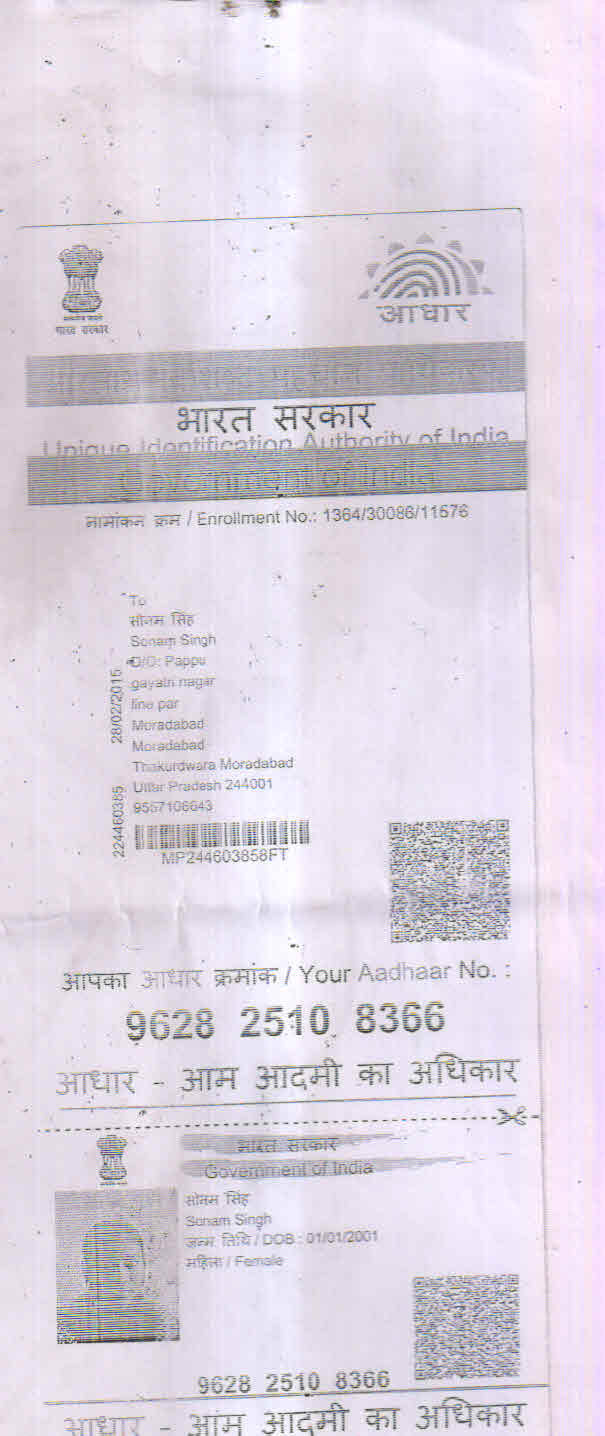 भारत सरकार
आधार
भारत सरकार
Unique Identification Authority of India
Government of India
नामांकन क्रम / Enrollment No.: 1364/30086/11576
To
सोनम सिंह
Sonam Singh
D/O: Pappu
gayatri nagar
line par
Moradabad
Moradabad
Thakurdwara Moradabad
Uttar Pradesh 244001
9557106643
28/02/2015
224460385
MP244603858FT
आपका आधार क्रमांक / Your Aadhaar No. :
9628 2510 8366
आधार - आम आदमी का अधिकार
भारत सरकार
Government of India
सोनम सिंह
Sonam Singh
जन्म तिथि / DOB : 01/01/2001
महिला / Female
9628 2510 8366
आधार - आम आदमी का अधिकार